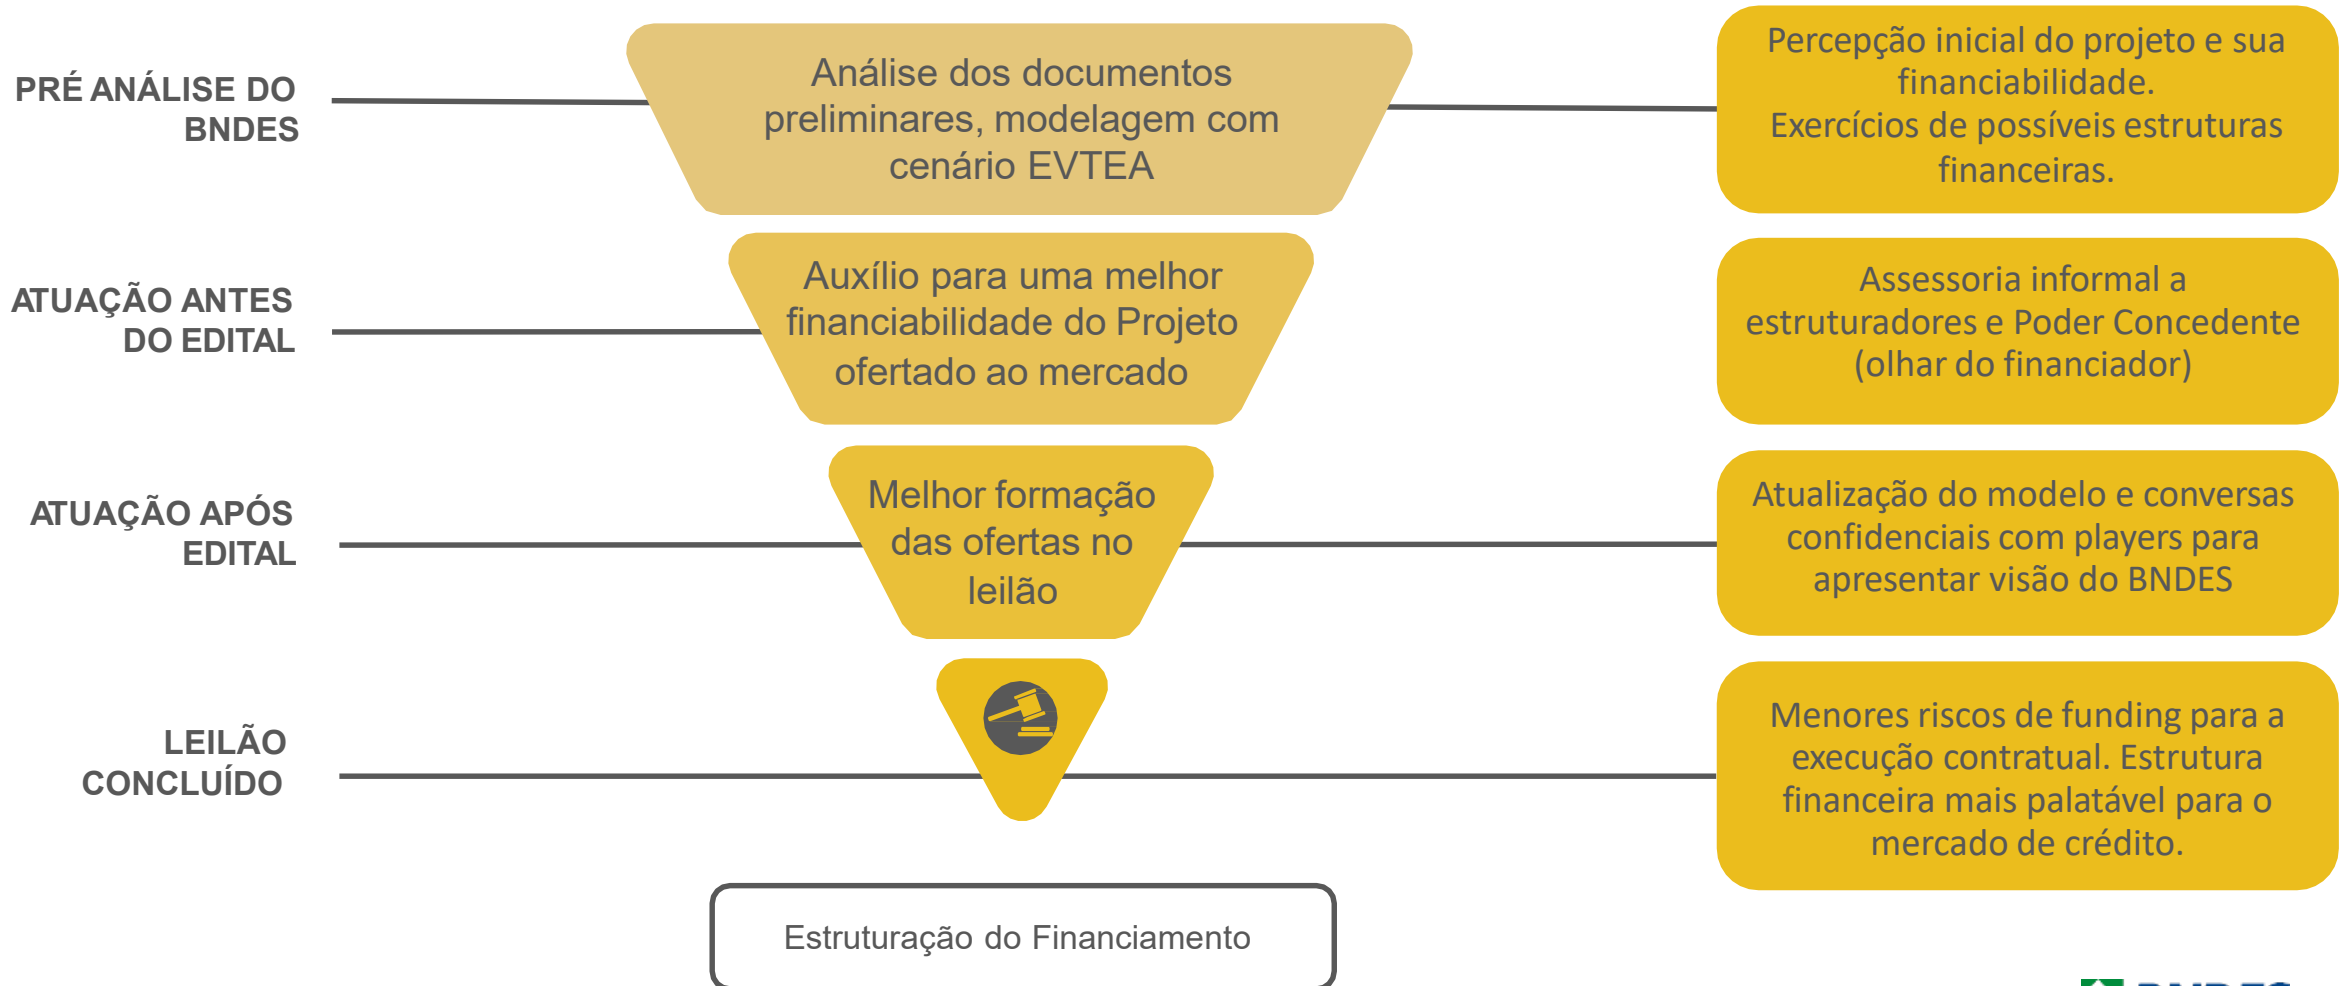 PRÉ ANÁLISE DO
BNDES
Análise dos documentos
preliminares, modelagem com
cenário EVTEA
Percepção inicial do projeto e sua
financiabilidade.
Exercícios de possíveis estruturas
financeiras.
ATUAÇÃO ANTES
DO EDITAL
Auxílio para uma melhor
financiabilidade do Projeto
ofertado ao mercado
Assessoria informal a
estruturadores e Poder Concedente
(olhar do financiador)
ATUAÇÃO APÓS
EDITAL
Melhor formação
das ofertas no
leilão
Atualização do modelo e conversas
confidenciais com players para
apresentar visão do BNDES
LEILÃO
CONCLUÍDO
Menores riscos de funding para a
execução contratual. Estrutura
financeira mais palatável para o
mercado de crédito.
Estruturação do Financiamento
BNDES